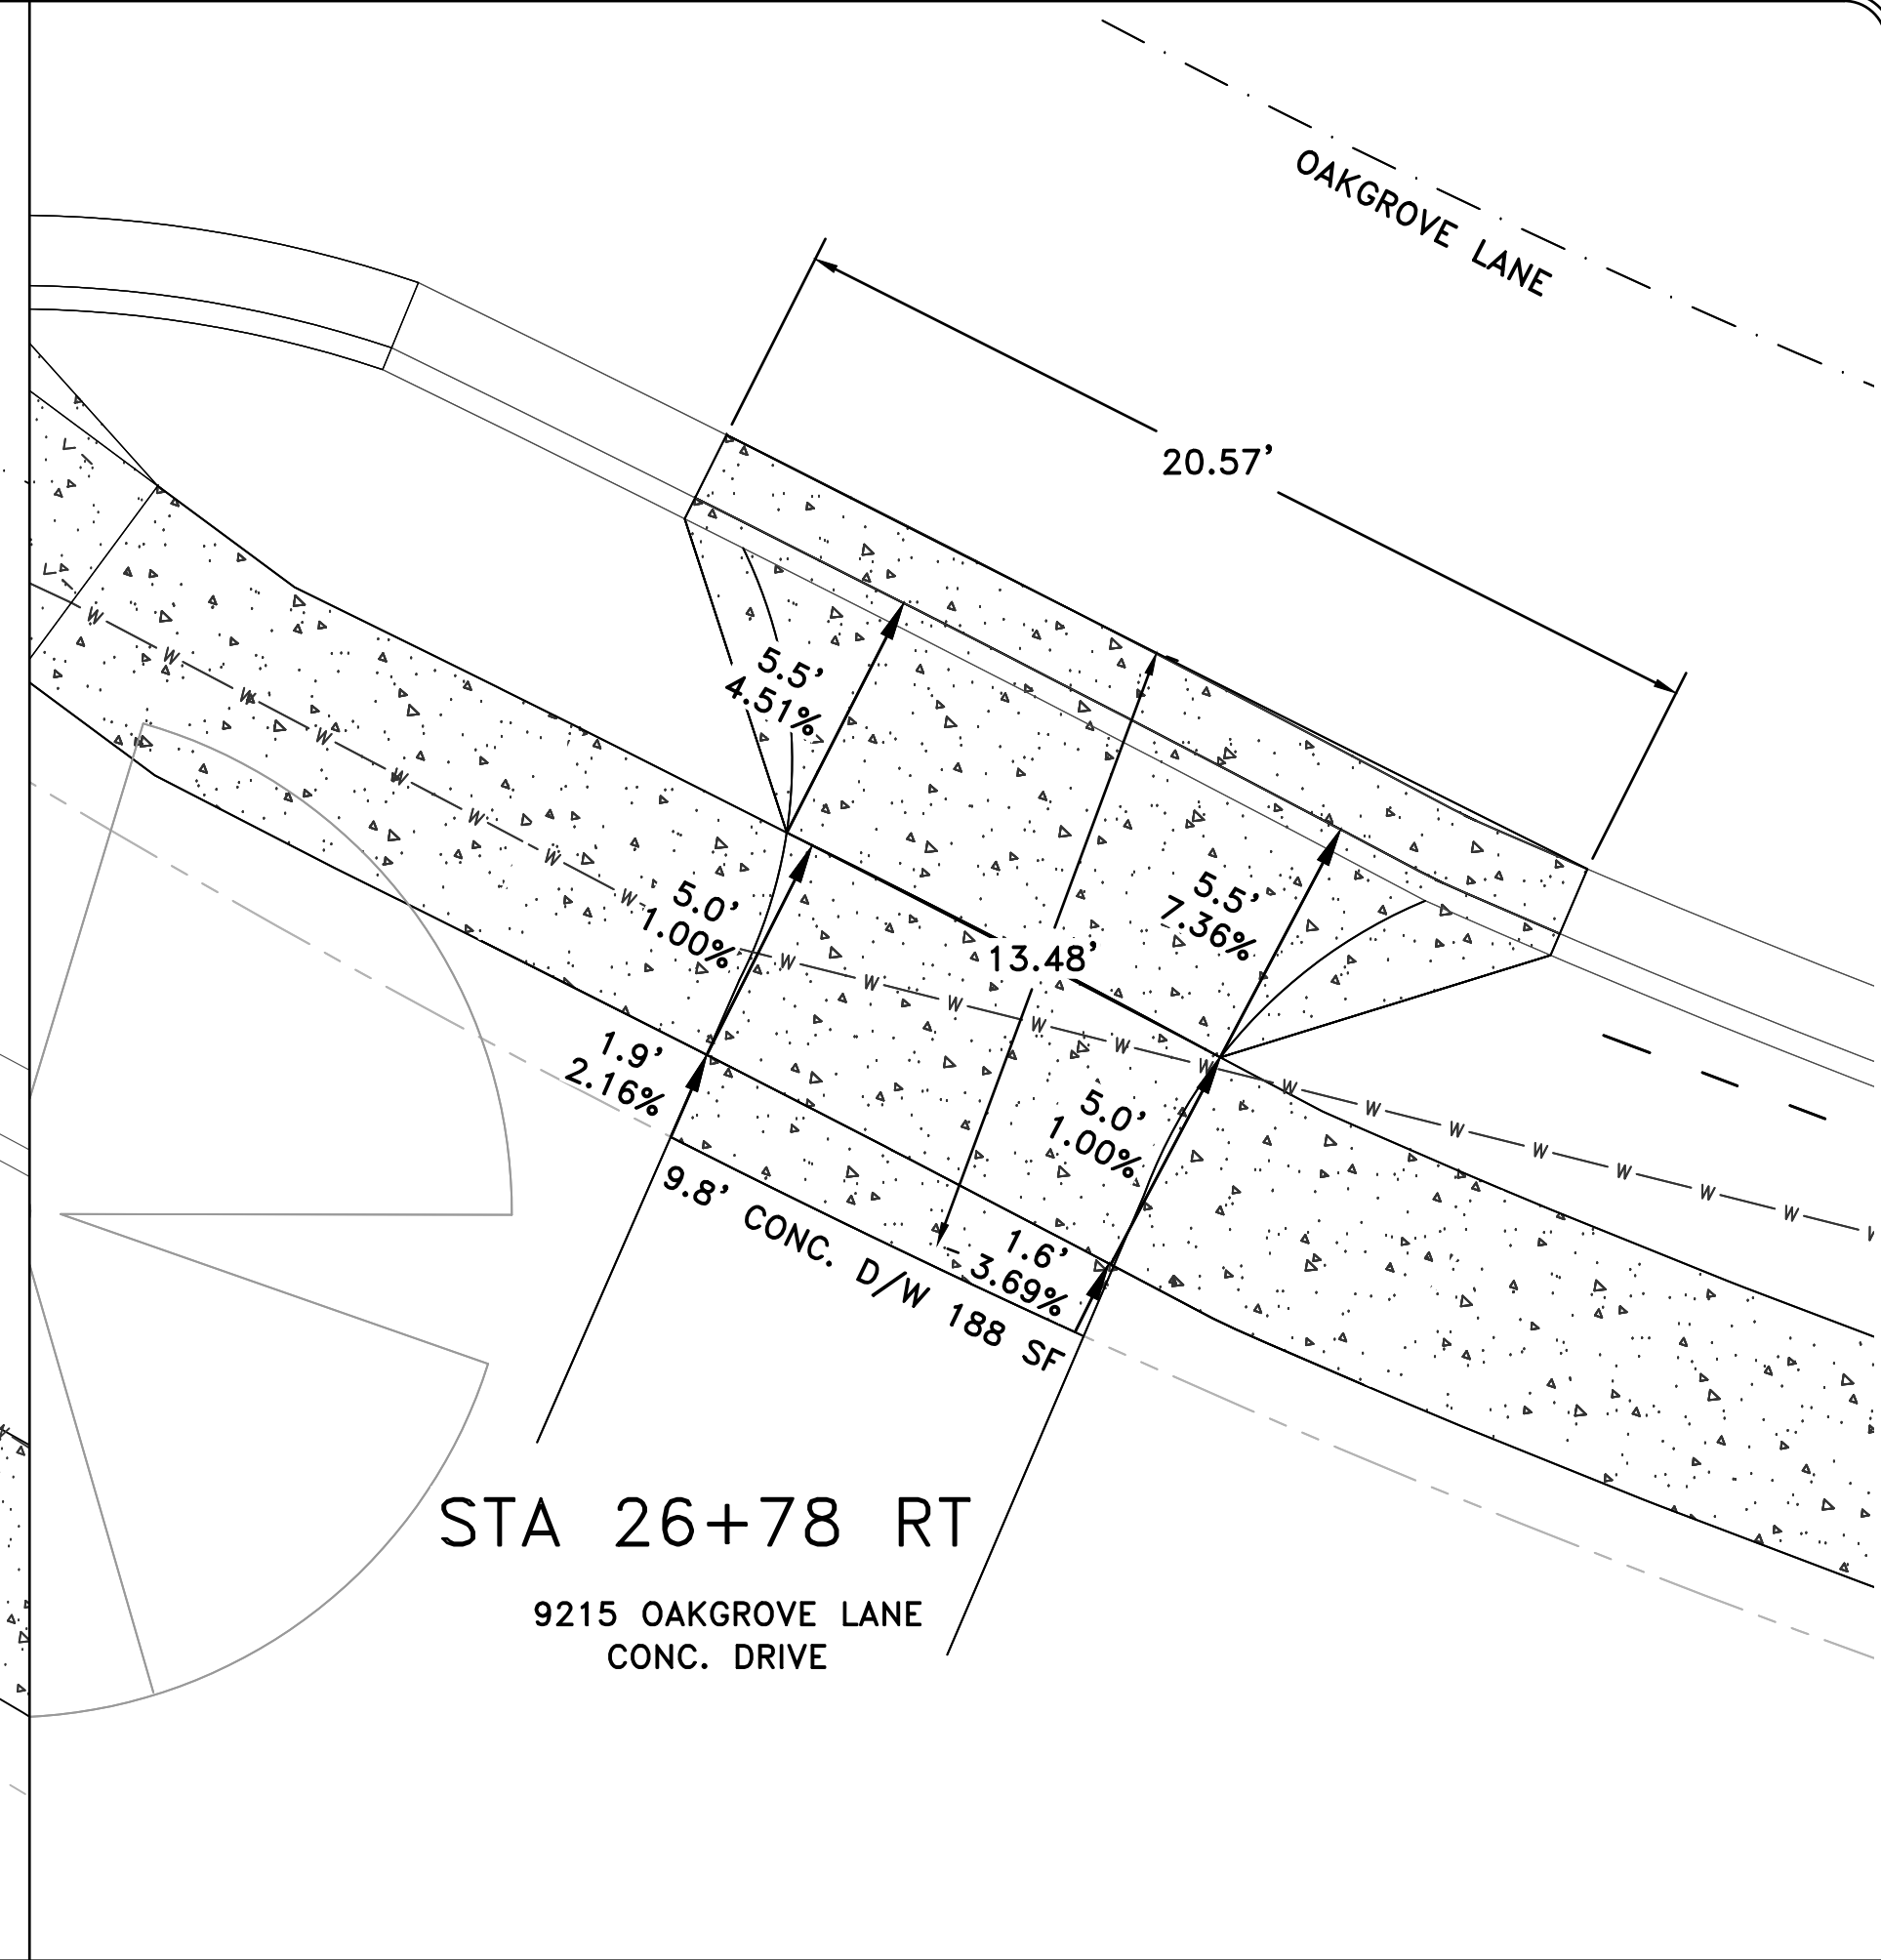 OAKGROVE LANE
20.57'
5.5'
4.51%
5.5'
7.36%
5.0'
1.00%
13.48'
1.9'
2.16%
5.0'
1.00%
1.6'
-3.69%
9.8' CONC. D/W 188 SF
W W W W W W W W
W W W W W W W W W W W W W W
STA 26+78 RT
9215 OAKGROVE LANE
CONC. DRIVE